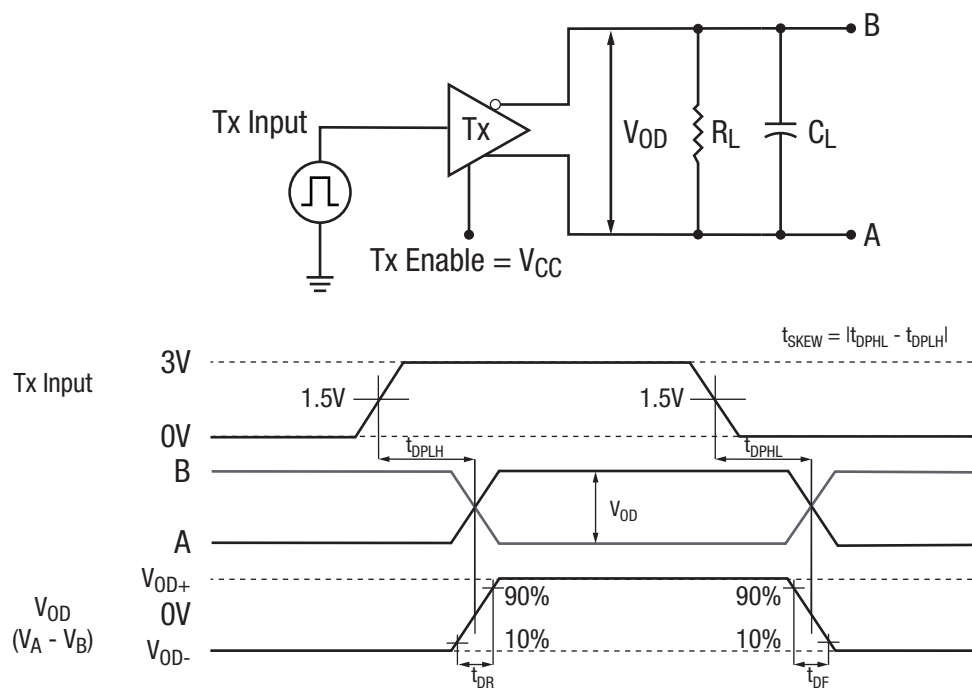 B
Tx Input
Tx
VOD
RL
CL
A
Tx Enable = VCC
tSKEW = |tDPHL - tDPLH|
3V
Tx Input
1.5V
1.5V
0V
tDPLH
tDPHL
B
VOD
A
VOD+
90%
90%
VOD
0V
(VA - VB)
10%
10%
VOD-
tDR
tDF